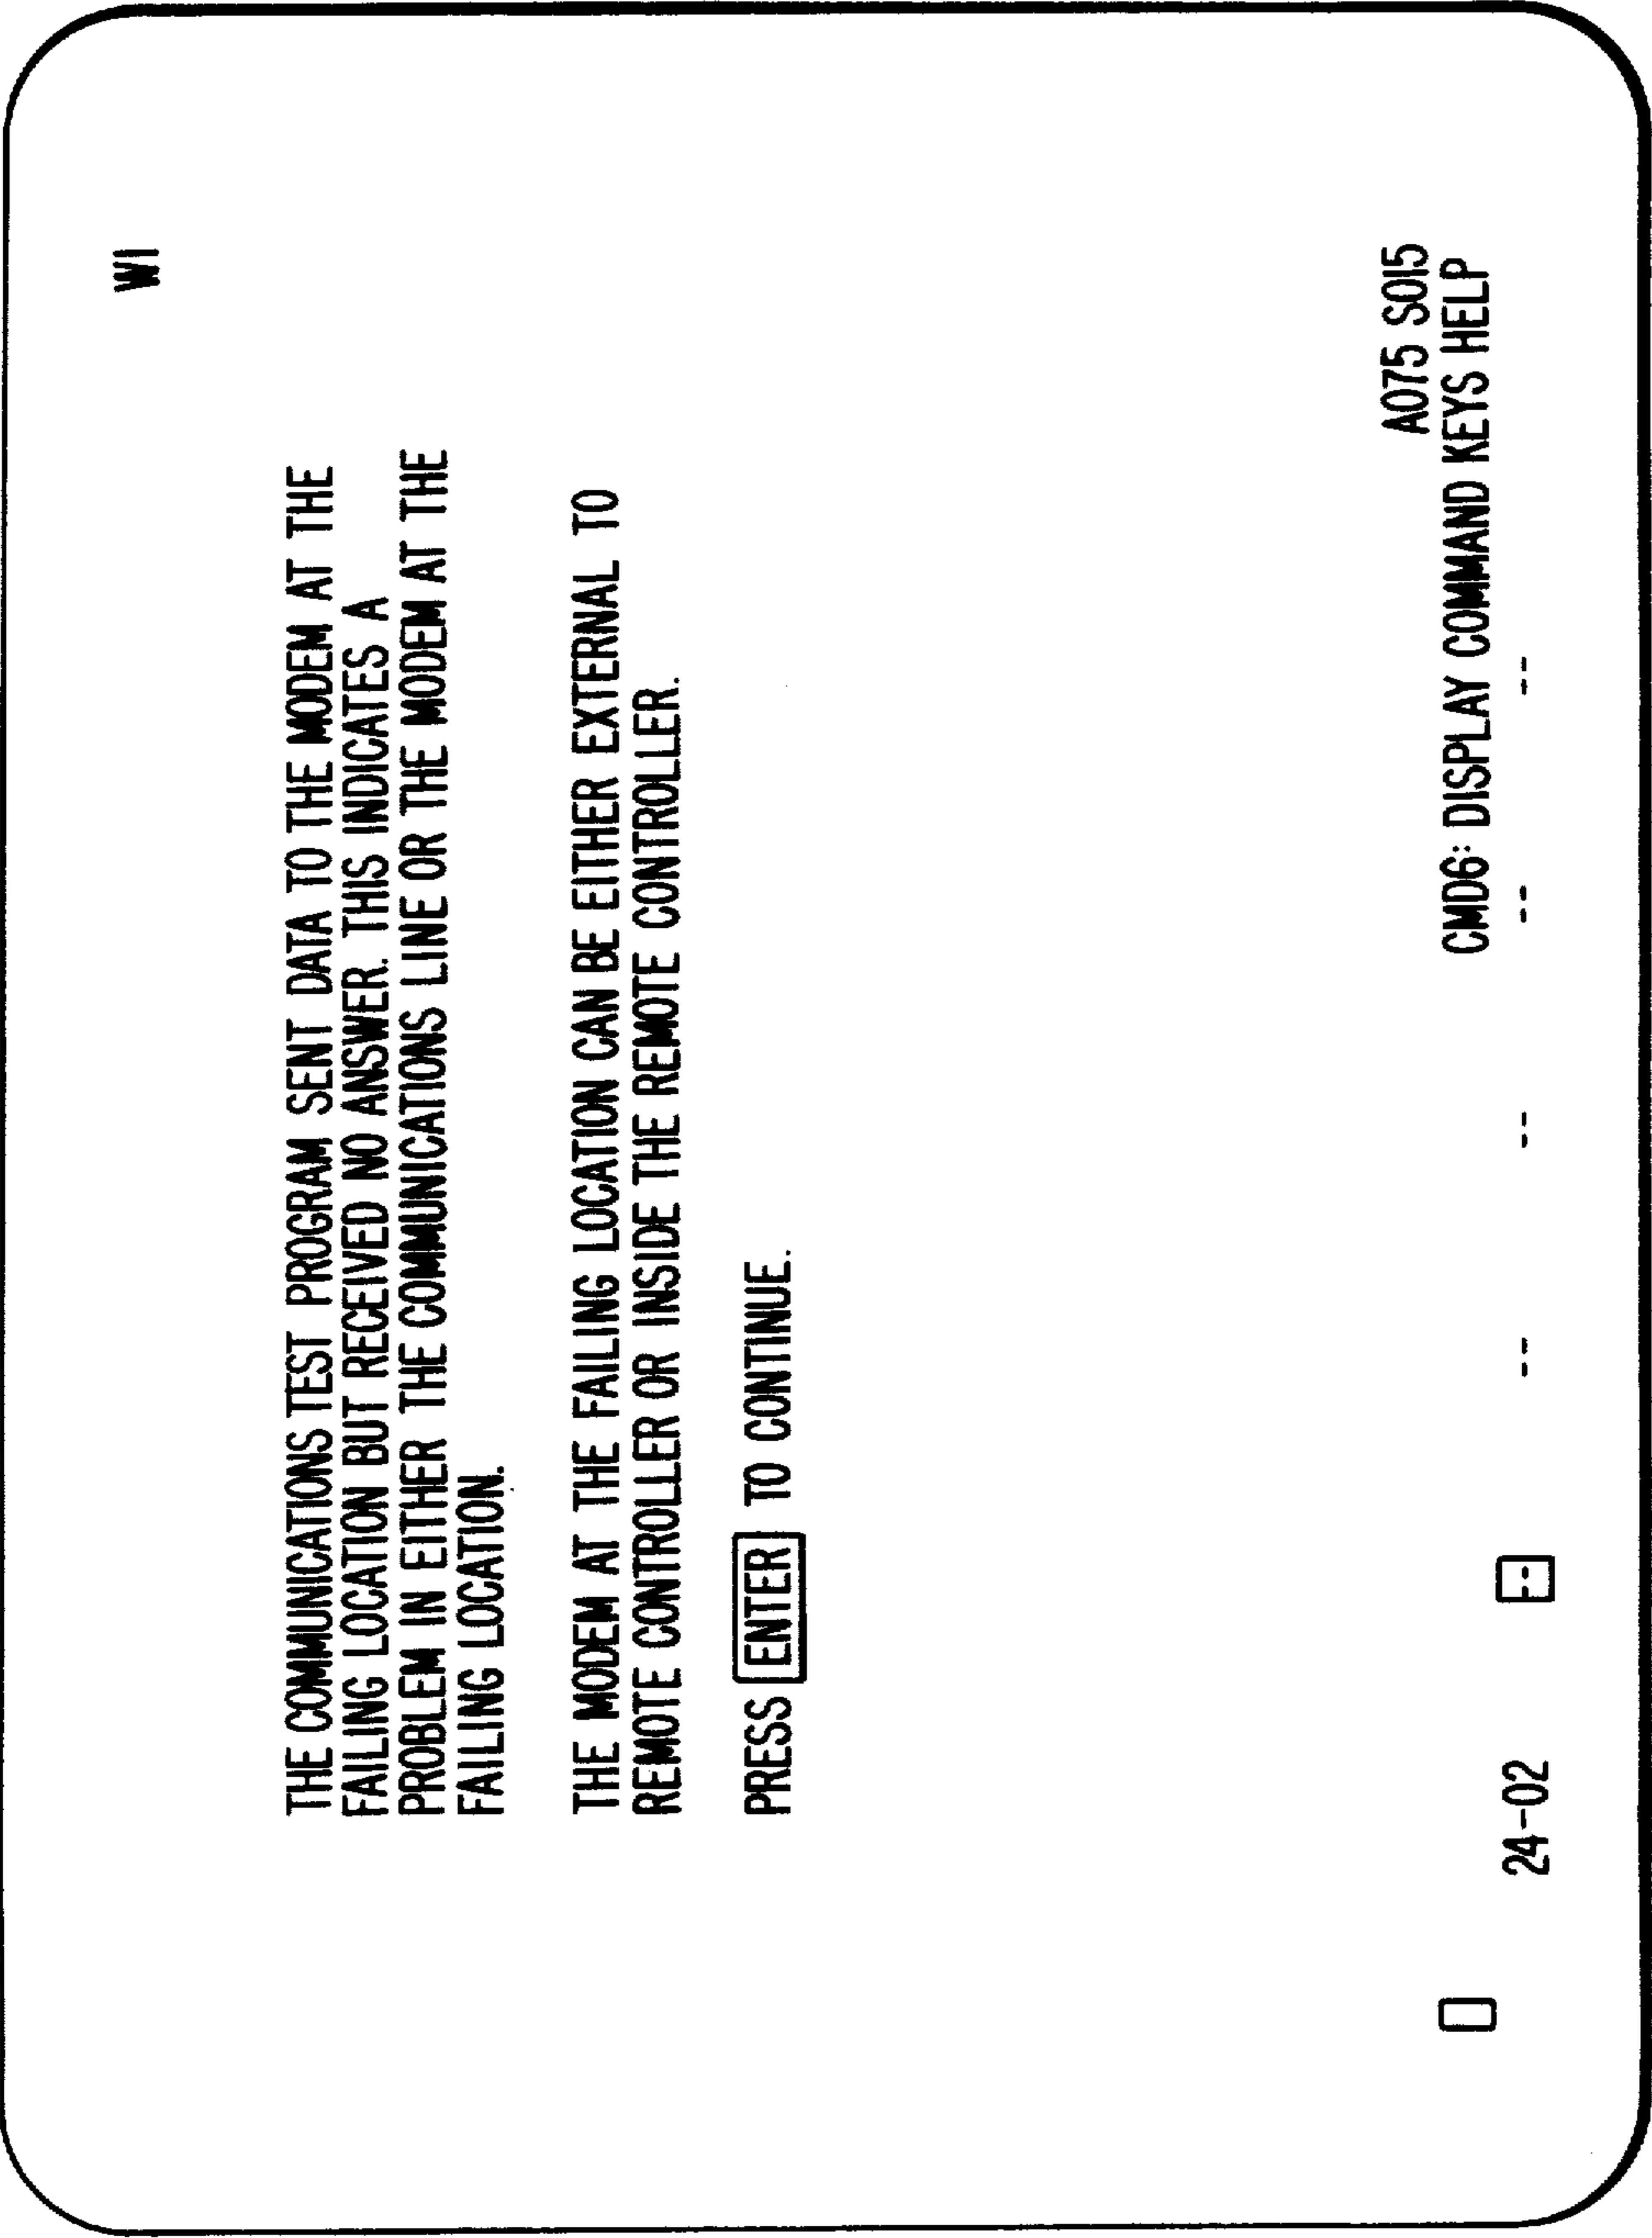 W1
THE COMMUNICATIONS TEST PROGRAM SENT DATA TO THE MODEM AT THE
FAILING LOCATION BUT RECEIVED NO ANSWER. THIS INDICATES A
PROBLEM IN EITHER THE COMMUNICATIONS LINE OR THE MODEM AT THE
FAILING LOCATION.
THE MODEM AT THE FAILING LOCATION CAN BE EITHER EXTERNAL TO
REMOTE CONTROLLER OR INSIDE THE REMOTE CONTROLLER.
PRESS ENTER TO CONTINUE.
A075 S015
CMD6: DISPLAY COMMAND KEYS HELP
24-02 -- -- -- -- --